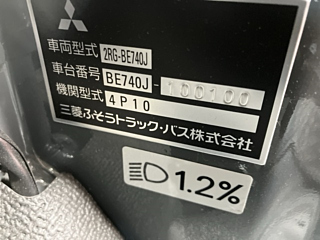 車両型式 2RG-BE740J
車台番号 BE740J-100100
機関型式 4P10
三菱ふそうトラック・バス株式会社
1.2%